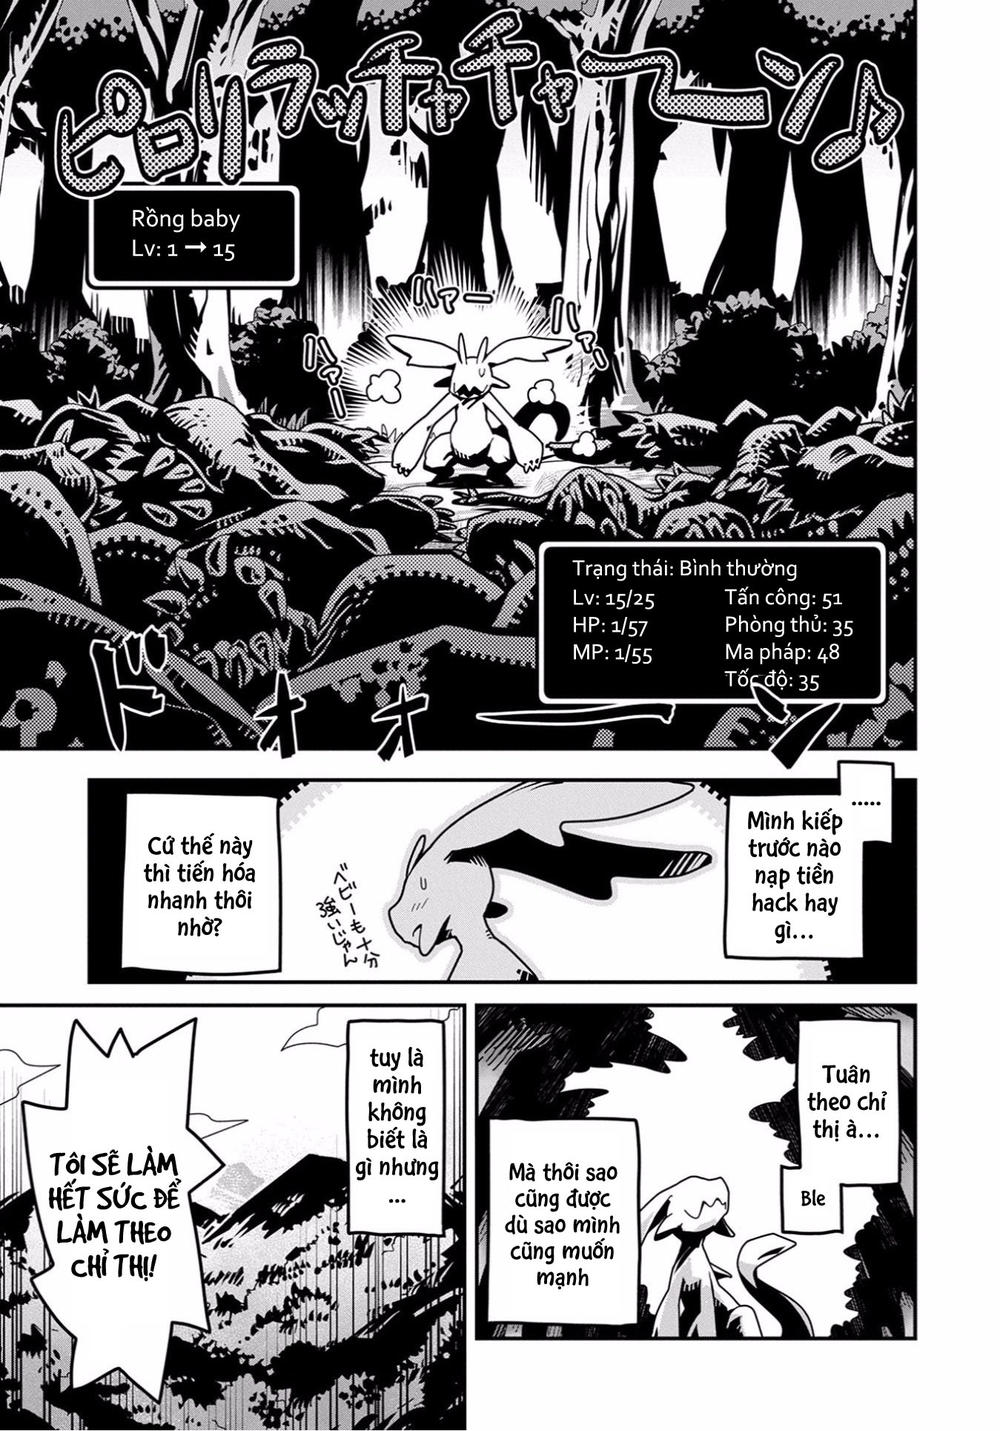 ピロリラッチャチャーン♪
Rồng baby
Lv: 1 → 15
ハァー
ハァ
ハァー
Trạng thái: Bình thường
Lv: 15/25
HP: 1/57
MP: 1/55
Tấn công: 51
Phòng thủ: 35
Ma pháp: 48
Tốc độ: 35
ドオオーン
.....
Mình kiếp
trước nào
nạp tiền
hack hay
gì...
ベビーも十分
強いじゃん
Cứ thế này
thì tiến hóa
nhanh thôi
nhờ?
Tuân
theo chỉ
thị à...
Ble
Mà thôi sao
cũng được
dù sao mình
cũng muốn
mạnh
tuy là
mình
không
biết là
gì nhưng
...
TÔI SẼ LÀM
HẾT SỨC ĐỂ
LÀM THEO
CHỈ THỊ!